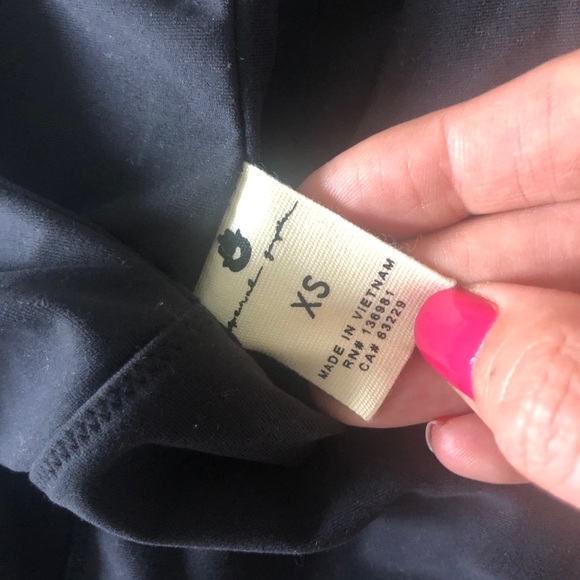 XS
MADE IN VIETNAM
RN# 136981
CA# 63229